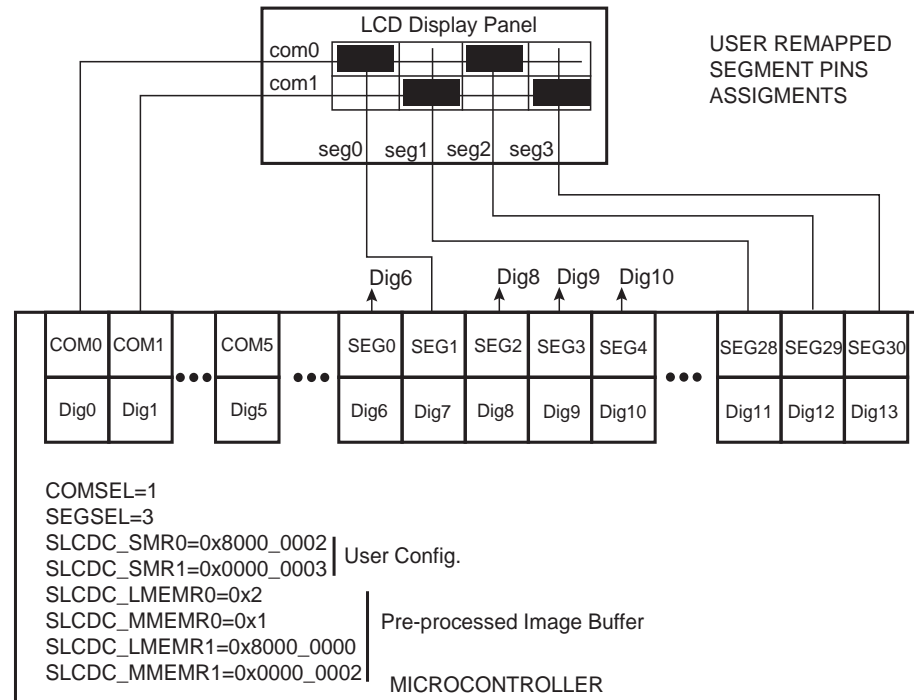 LCD Display Panel
com0
com1
USER REMAPPED
SEGMENT PINS
ASSIGMENTS
seg0 seg1 seg2 seg3
Dig6 Dig8 Dig9 Dig10
COM0 COM1 COM5 SEG0 SEG1 SEG2 SEG3 SEG4 SEG28 SEG29 SEG30
Dig0 Dig1 Dig5 Dig6 Dig7 Dig8 Dig9 Dig10 Dig11 Dig12 Dig13
COMSEL=1
SEGSEL=3
SLCDC_SMR0=0x8000_0002
SLCDC_SMR1=0x0000_0003
User Config.
SLCDC_LMEMR0=0x2
SLCDC_MMEMR0=0x1
SLCDC_LMEMR1=0x8000_0000
SLCDC_MMEMR1=0x0000_0002
Pre-processed Image Buffer
MICROCONTROLLER